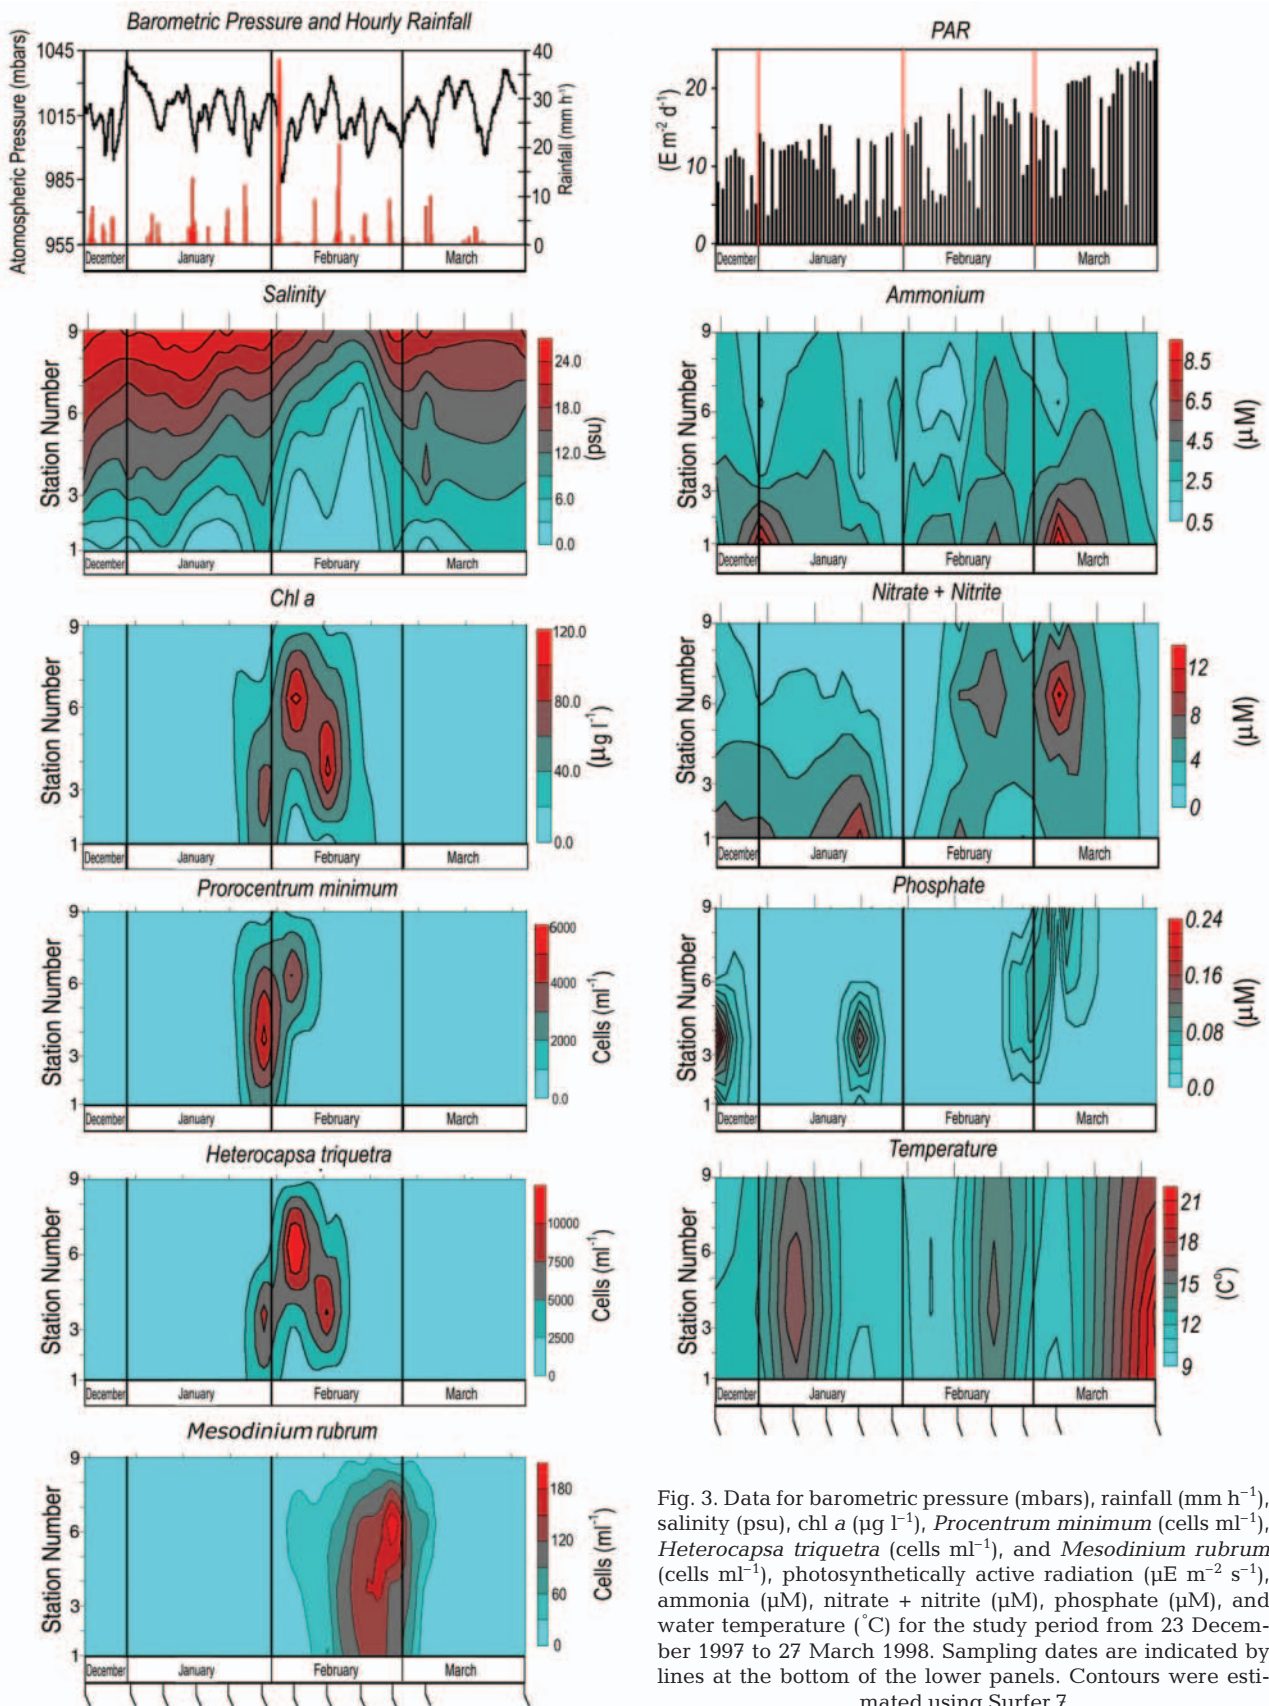 Barometric Pressure and Hourly Rainfall
Atomospheric Pressure (mbars)
1045
1015
985
955
40
30
20
10
0
Rainfall (mm h⁻¹)
December January February March
Salinity
Station Number
9
6
3
1
24.0
18.0
12.0
6.0
0.0
(psu)
December January February March
Chl a
Station Number
9
6
3
1
120.0
80.0
40.0
0.0
(µg l⁻¹)
December January February March
Prorocentrum minimum
Station Number
9
6
3
1
6000
4000
2000
0.0
Cells (ml⁻¹)
December January February March
Heterocapsa triquetra
Station Number
9
6
3
1
10000
7500
5000
2500
0
Cells (ml⁻¹)
December January February March
Mesodinium rubrum
Station Number
9
6
3
1
180
120
60
0
Cells (ml⁻¹)
PAR
(E m⁻² d⁻¹)
20
10
0
December January February March
Ammonium
Station Number
9
6
3
1
8.5
6.5
4.5
2.5
0.5
(µM)
December January February March
Nitrate + Nitrite
Station Number
9
6
3
1
12
8
4
0
(µM)
December January February March
Phosphate
Station Number
9
6
3
1
0.24
0.16
0.08
0.0
(µM)
December January February March
Temperature
Station Number
9
6
3
1
21
18
15
12
9
(C°)
December January February March
Fig. 3. Data for barometric pressure (mbars), rainfall (mm h⁻¹),
salinity (psu), chl a (µg l⁻¹), Procentrum minimum (cells ml⁻¹),
Heterocapsa triquetra (cells ml⁻¹), and Mesodinium rubrum
(cells ml⁻¹), photosynthetically active radiation (µE m⁻² s⁻¹),
ammonia (µM), nitrate + nitrite (µM), phosphate (µM), and
water temperature (°C) for the study period from 23 Decem-
ber 1997 to 27 March 1998. Sampling dates are indicated by
lines at the bottom of the lower panels. Contours were esti-
mated using Surfer 7